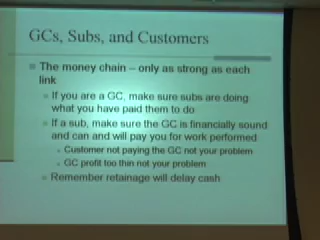 GCs, Subs, and Customers
The money chain – only as strong as each
link
If you are a GC, make sure subs are doing
what you have paid them to do
If a sub, make sure the GC is financially sound
and can and will pay you for work performed
Customer not paying the GC not your problem
GC profit too thin not your problem
Remember retainage will delay cash